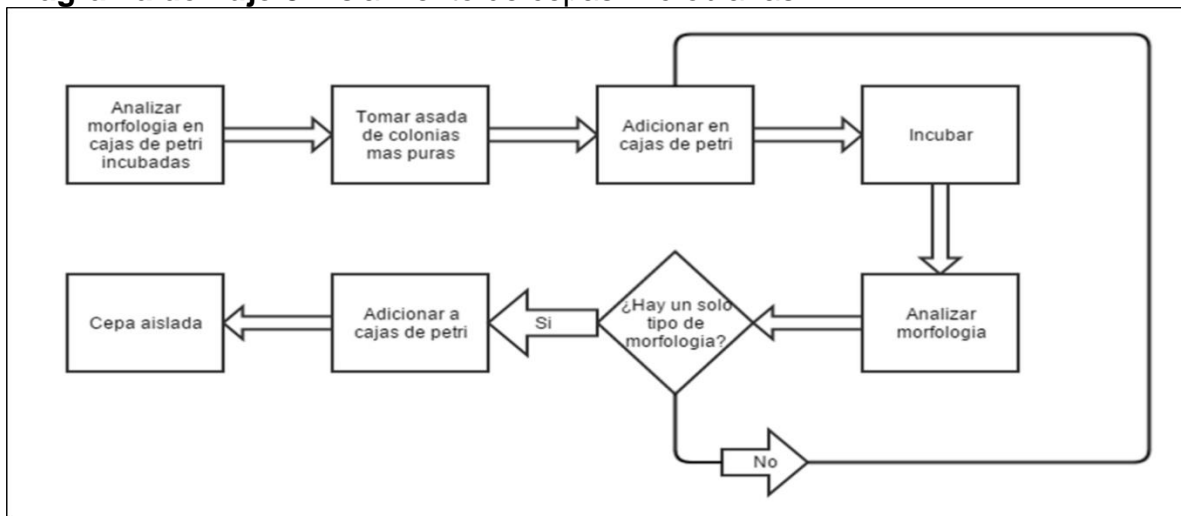 Analizar
morfologia en
cajas de petri
incubadas
Tomar asada
de colonias
mas puras
Adicionar en
cajas de petri
Incubar
Analizar
morfologia
¿Hay un solo
tipo de
morfologia?
Si
Adicionar a
cajas de petri
Cepa aislada
No